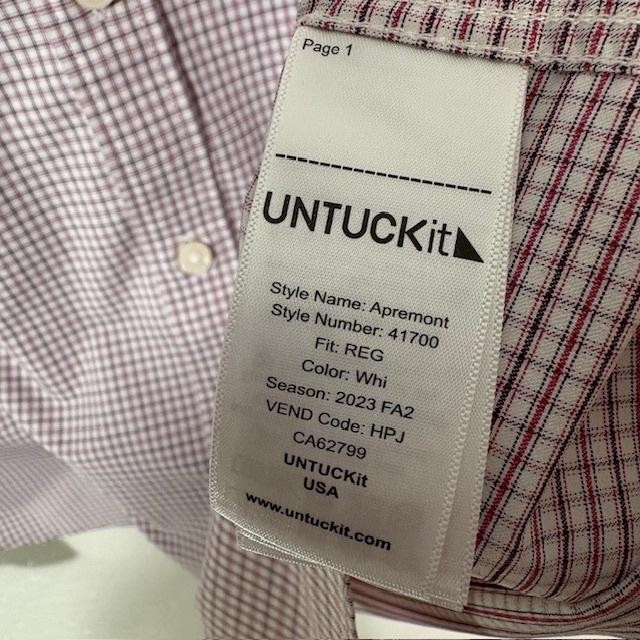 Page 1
UNTUCKit
Style Name: Apremont
Style Number: 41700
Fit: REG
Color: Whi
Season: 2023 FA2
VEND Code: HPJ
CA62799
UNTUCKit
USA
www.untuckit.com